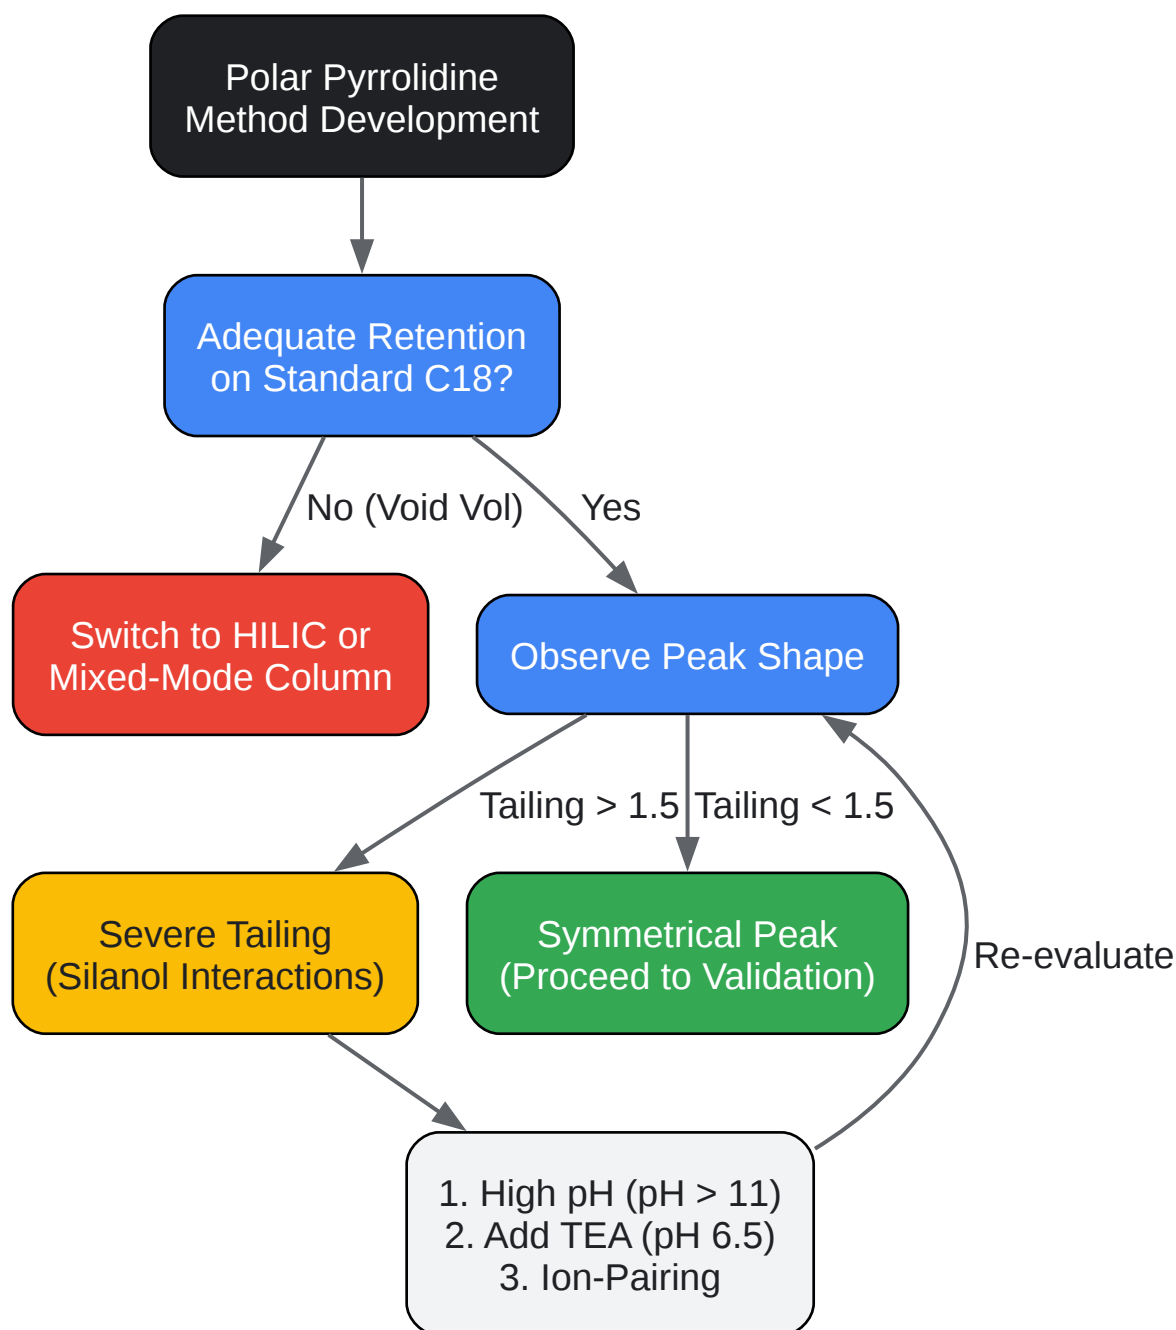 Polar Pyrrolidine
Method Development
Adequate Retention
on Standard C18?
No (Void Vol)
Yes
Switch to HILIC or
Mixed-Mode Column
Observe Peak Shape
Tailing > 1.5
Tailing < 1.5
Severe Tailing
(Silanol Interactions)
Symmetrical Peak
(Proceed to Validation)
Re-evaluate
1. High pH (pH > 11)
2. Add TEA (pH 6.5)
3. Ion-Pairing